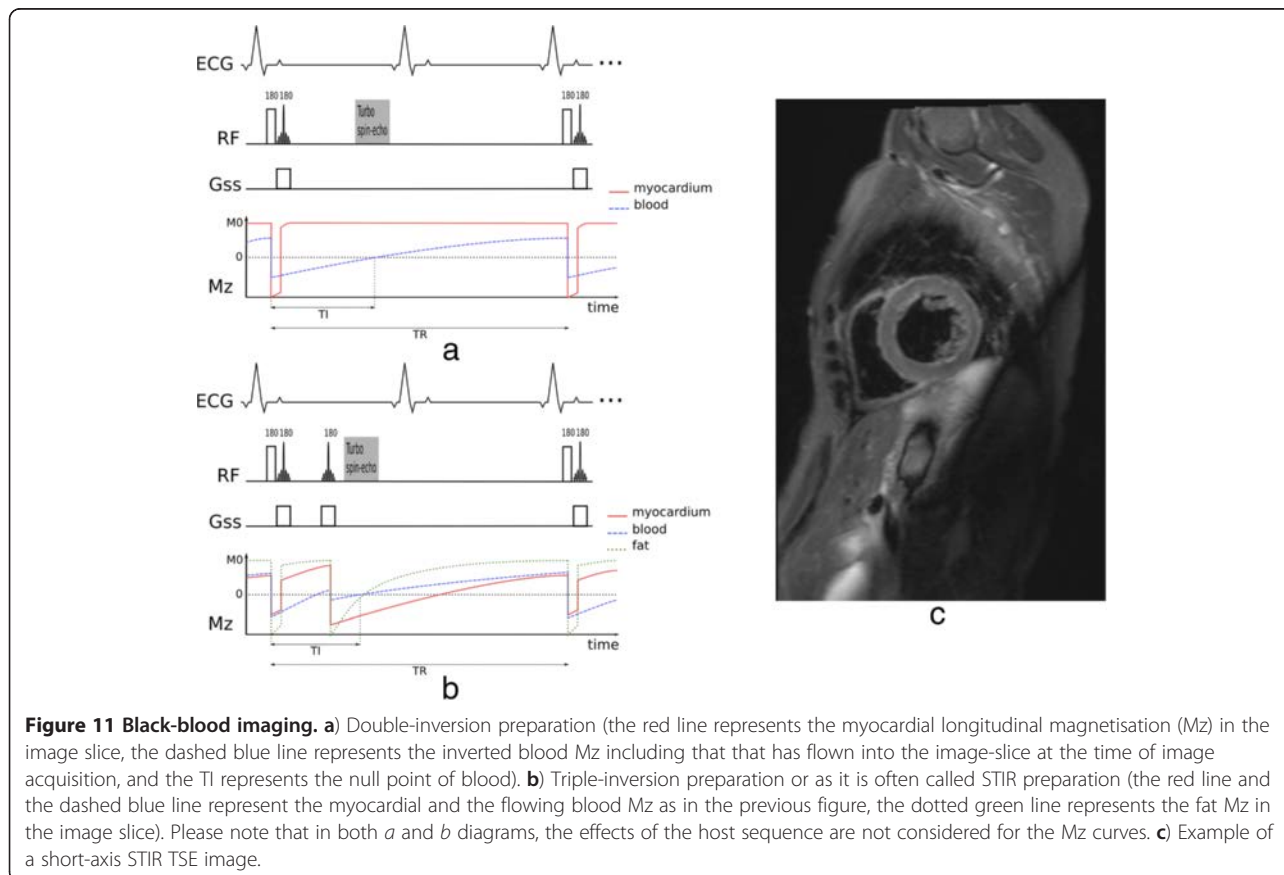 ECG
...
180 180
180
RF
Turbo
spin-echo
Gss
myocardium
blood
M0
0
Mz
time
TI
TR
a
ECG
...
180 180
180
180
RF
Turbo
spin-echo
Gss
myocardium
blood
fat
M0
0
Mz
time
TI
TR
b
c
Figure 11 Black-blood imaging. a) Double-inversion preparation (the red line represents the myocardial longitudinal magnetisation (Mz) in the
image slice, the dashed blue line represents the inverted blood Mz including that that has flown into the image-slice at the time of image
acquisition, and the TI represents the null point of blood). b) Triple-inversion preparation or as it is often called STIR preparation (the red line and
the dashed blue line represent the myocardial and the flowing blood Mz as in the previous figure, the dotted green line represents the fat Mz in
the image slice). Please note that in both a and b diagrams, the effects of the host sequence are not considered for the Mz curves. c) Example of
a short-axis STIR TSE image.